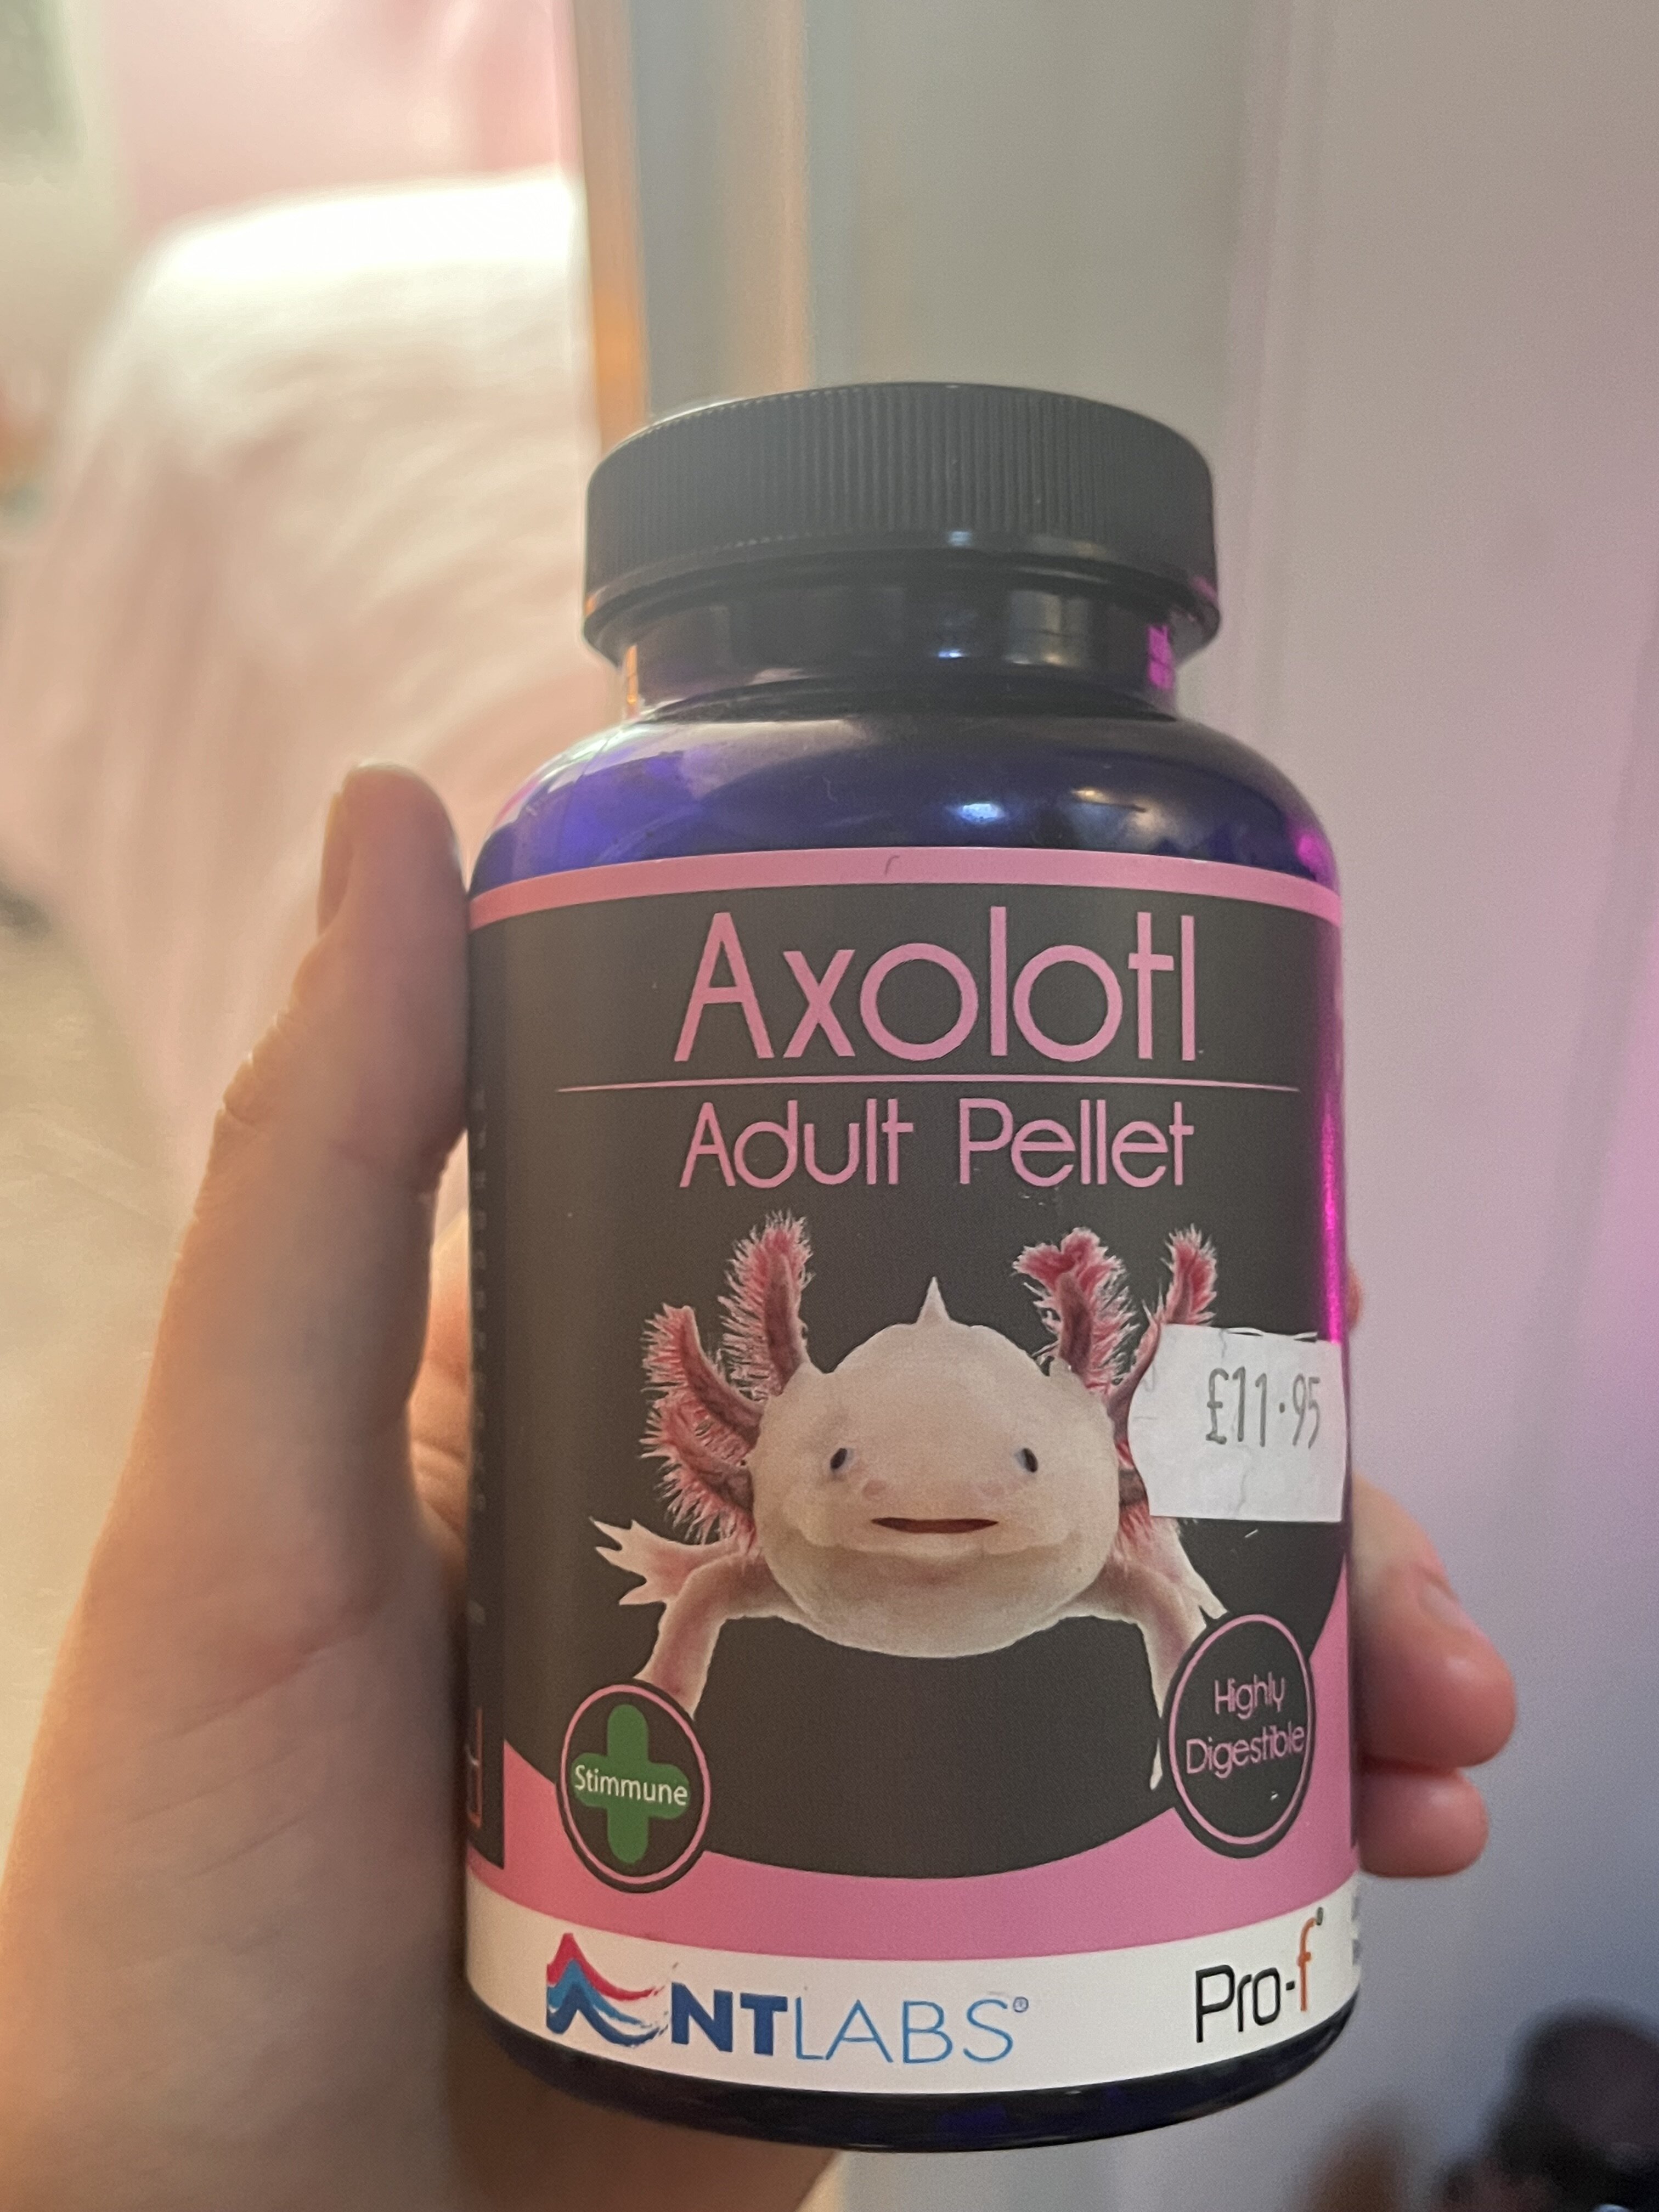 Axolotl
Adult Pellet
£11.95
Highly
Digestible
Stimmune
NTLABS®
Pro-f®